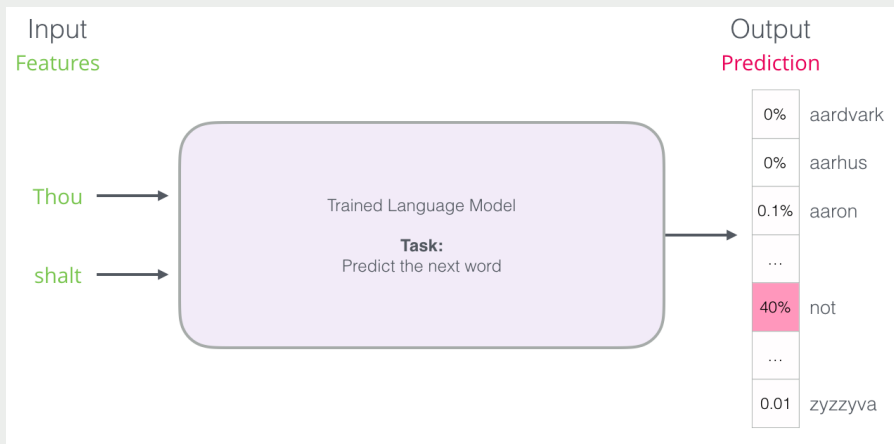 Input
Features
Thou
shalt
Trained Language Model
Task:
Predict the next word
Output
Prediction
0% aardvark
0% aarhus
0.1% aaron
...
40% not
...
0.01 zyzzyva